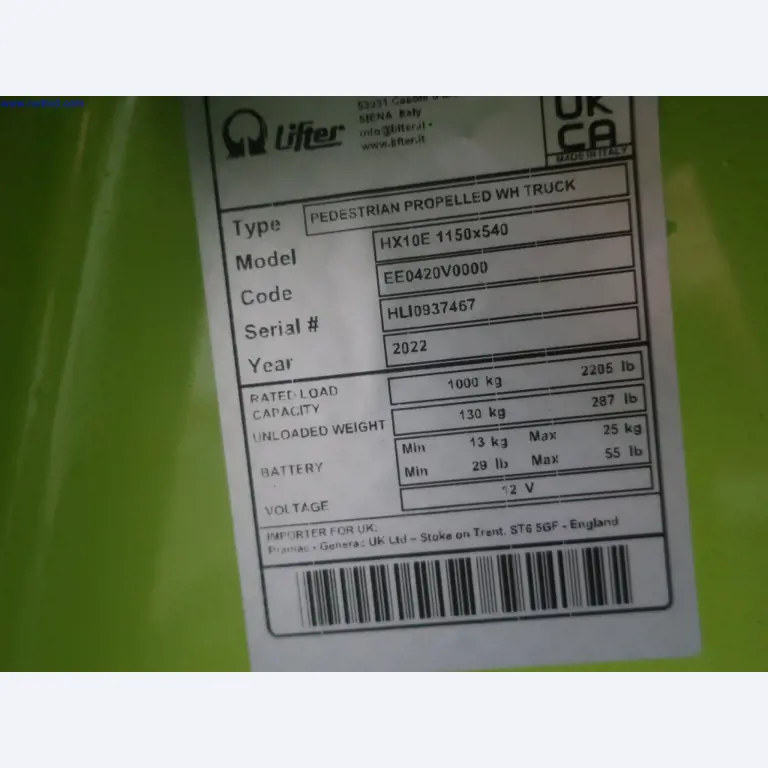 Lifter
SIENA Italy
info@lifter.it -
www.lifter.it
UK
CA
MADE IN ITALY
Type PEDESTRIAN PROPELLED WH TRUCK
Model HX10E 1150x540
Code EE0420V0000
Serial # HLI0937467
Year 2022
RATED LOAD
CAPACITY 1000 kg 2205 lb
UNLOADED WEIGHT 130 kg 287 lb
BATTERY Min 13 kg Max 25 kg
Min 29 lb Max 55 lb
VOLTAGE 12 V
IMPORTER FOR UK:
Pramac - Generac UK Ltd – Stoke on Trent. ST6 5GF - England